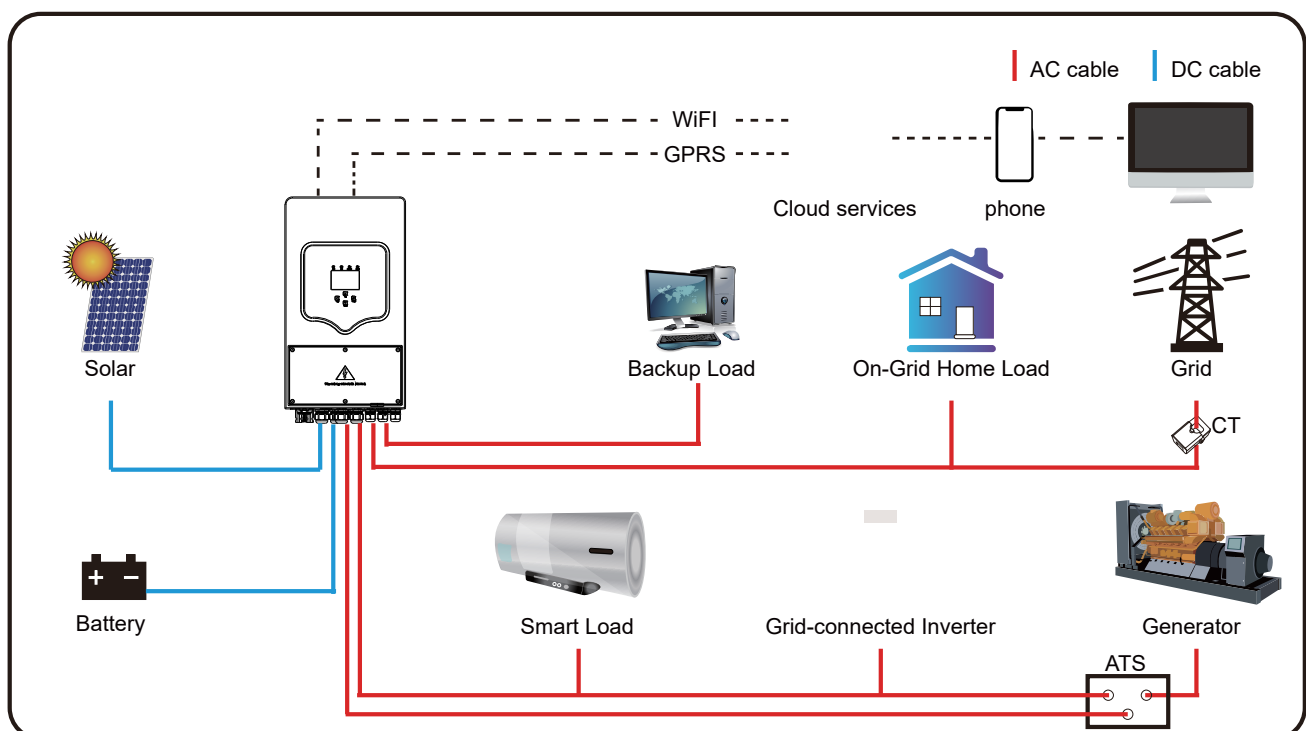 AC cable
DC cable
WiFI
GPRS
Cloud services
phone
Solar
Backup Load
On-Grid Home Load
Grid
CT
+ −
Battery
Smart Load
Grid-connected Inverter
Generator
ATS